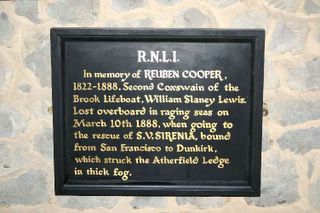 R.N.L.I.
In memory of REUBEN COOPER,
1822-1888, Second Coxswain of the
Brook Lifeboat, William Slaney Lewis.
Lost overboard in raging seas on
March 10th 1888, when going to
the rescue of S.V. SIRENIA, bound
from San Francisco to Dunkirk,
which struck the Atherfield Ledge
in thick fog.